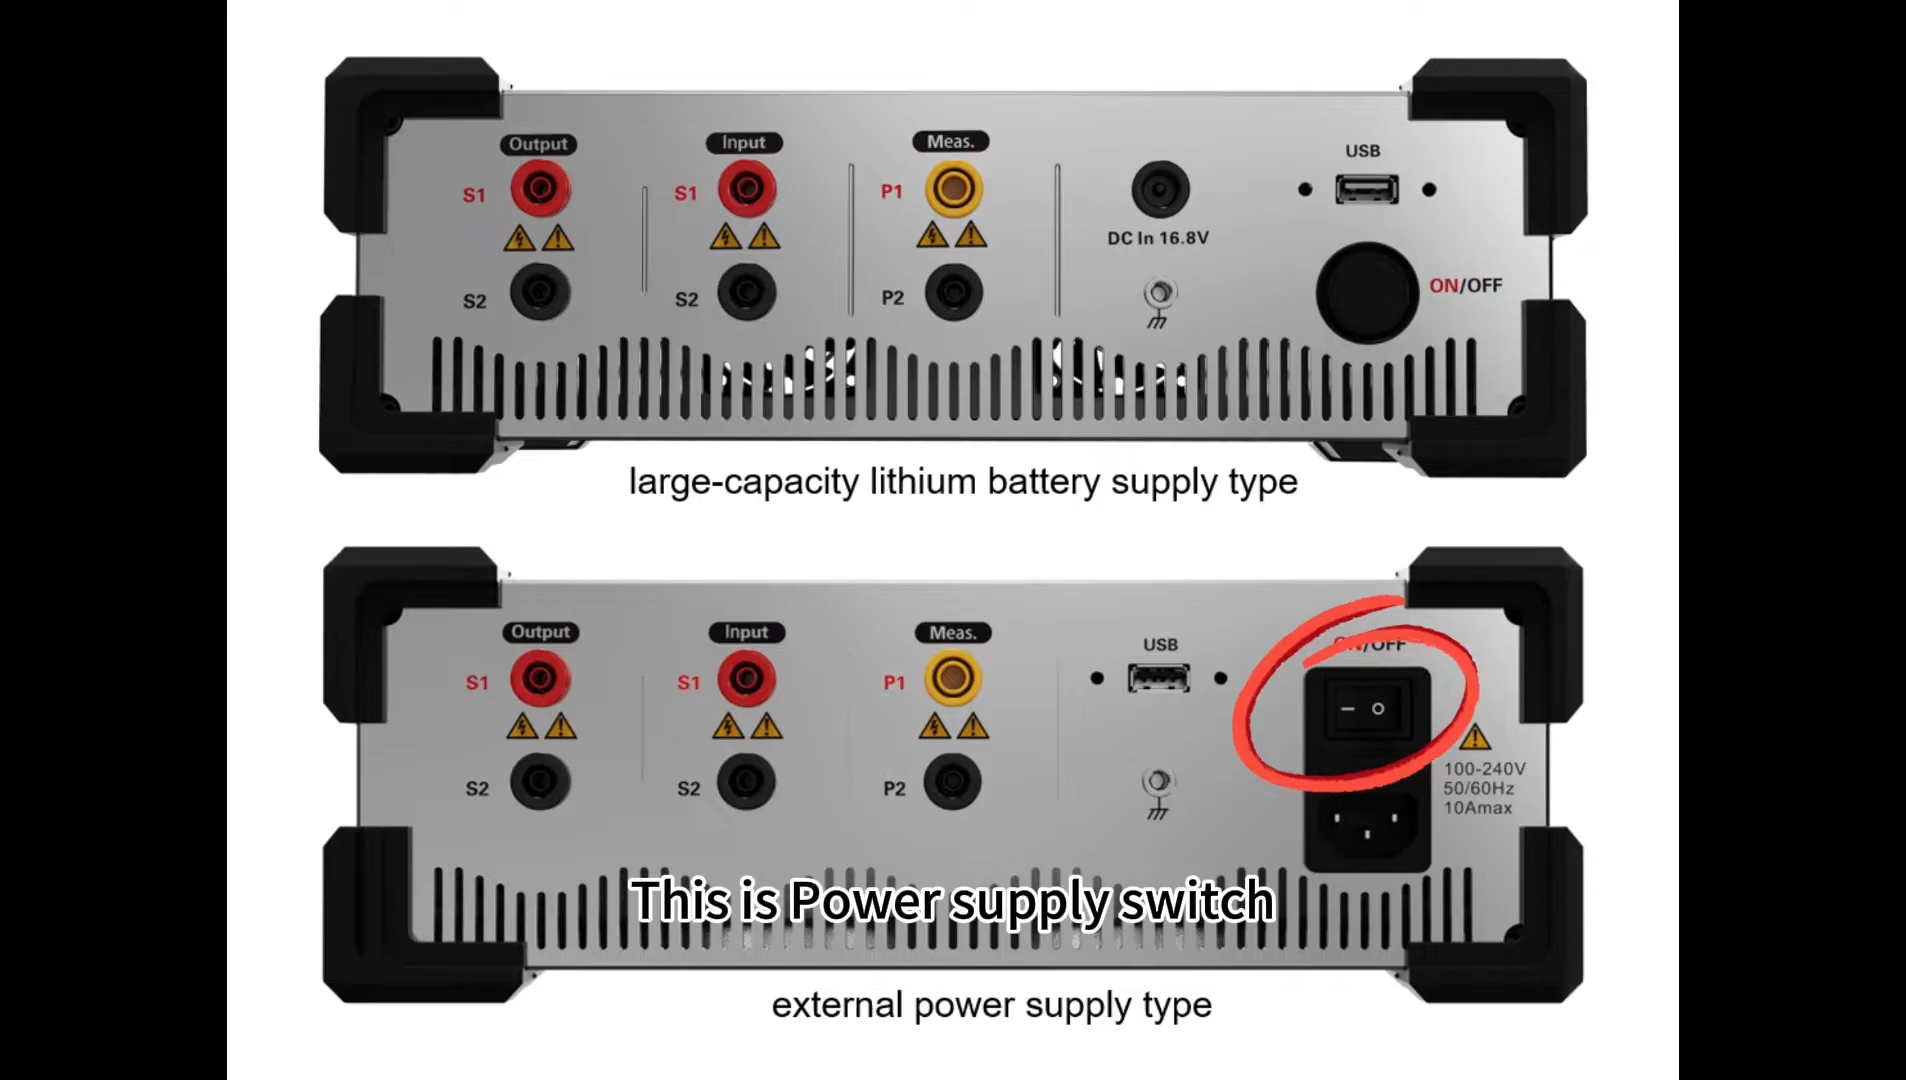 Output
Input
Meas.
USB
S1
S1
P1
DC In 16.8V
ON/OFF
S2
S2
P2
large-capacity lithium battery supply type
Output
Input
Meas.
USB
ON/OFF
S1
S1
P1
100-240V
50/60Hz
10Amax
S2
S2
P2
This is Power supply switch
external power supply type